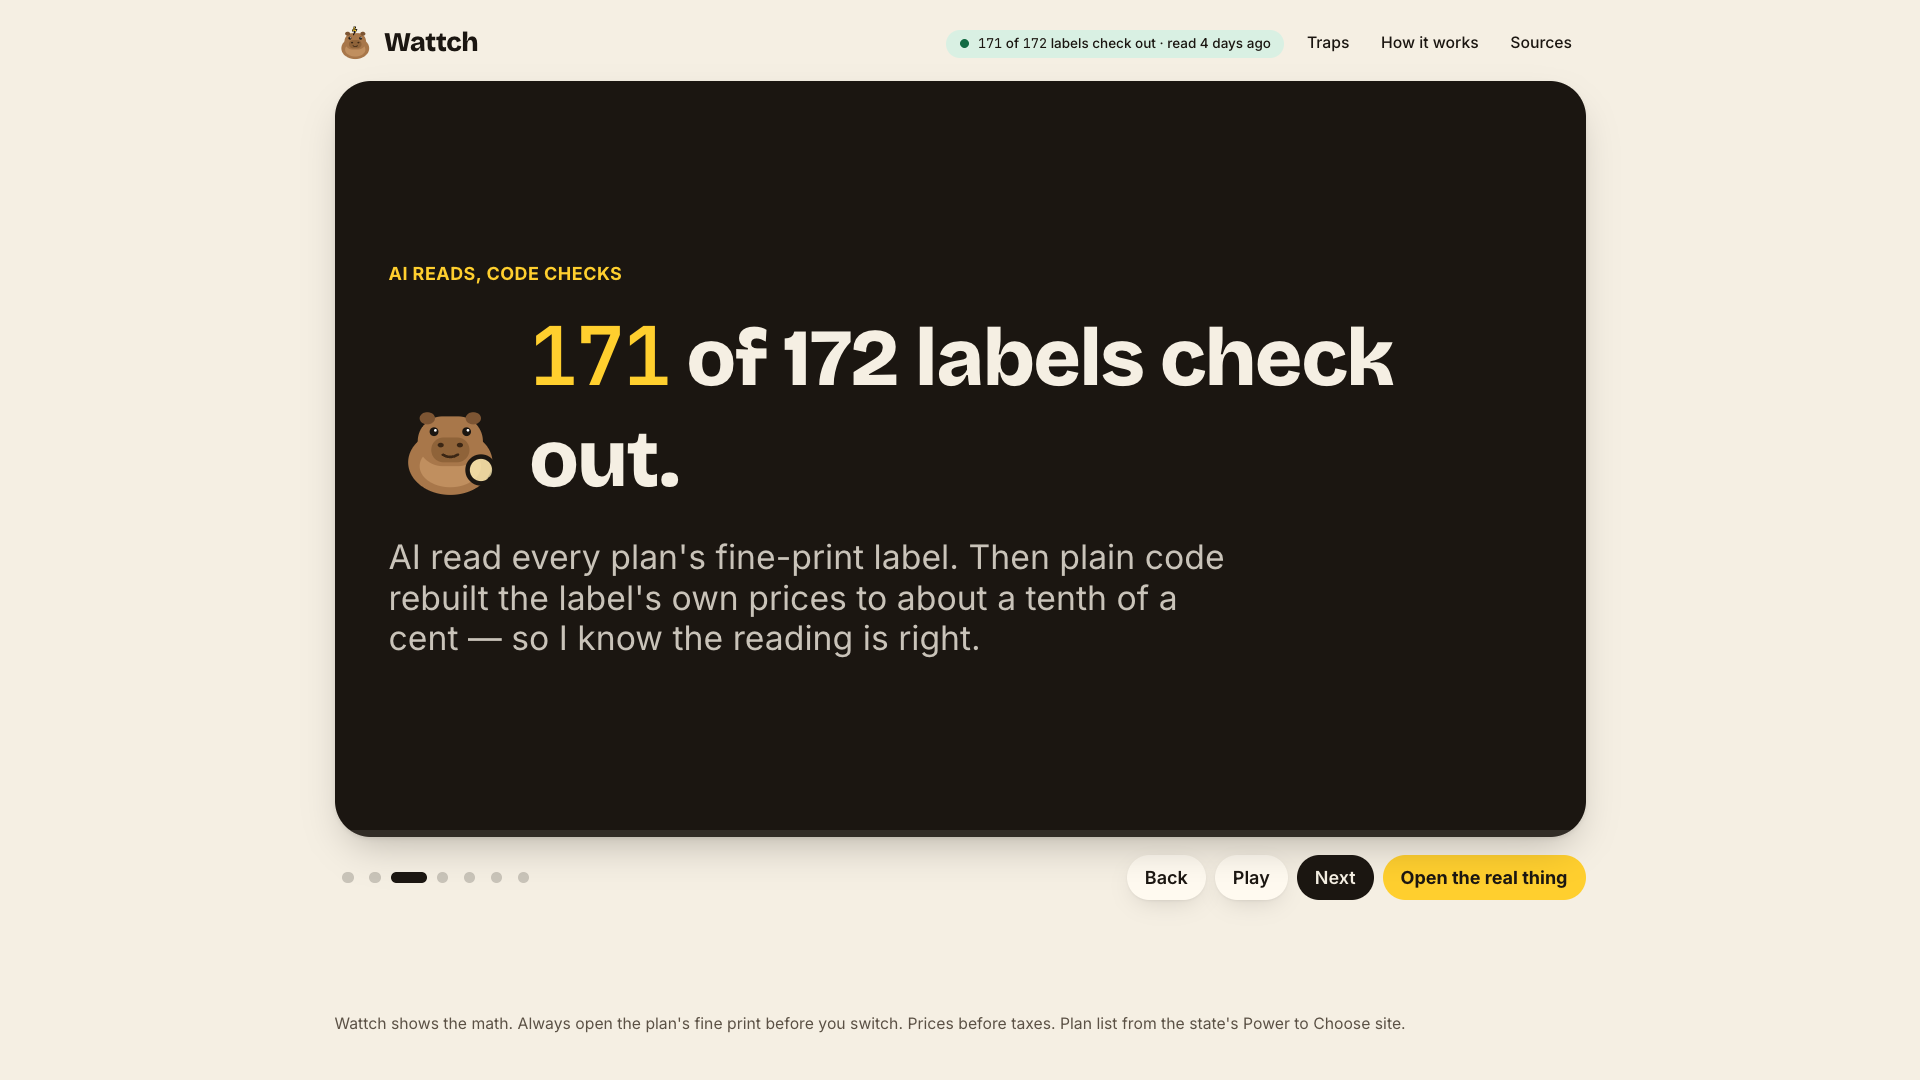 Wattch
171 of 172 labels check out · read 4 days ago
Traps
How it works
Sources
AI READS, CODE CHECKS
171 of 172 labels check
out.
AI read every plan's fine-print label. Then plain code
rebuilt the label's own prices to about a tenth of a
cent — so I know the reading is right.
Back
Play
Next
Open the real thing
Wattch shows the math. Always open the plan's fine print before you switch. Prices before taxes. Plan list from the state's Power to Choose site.